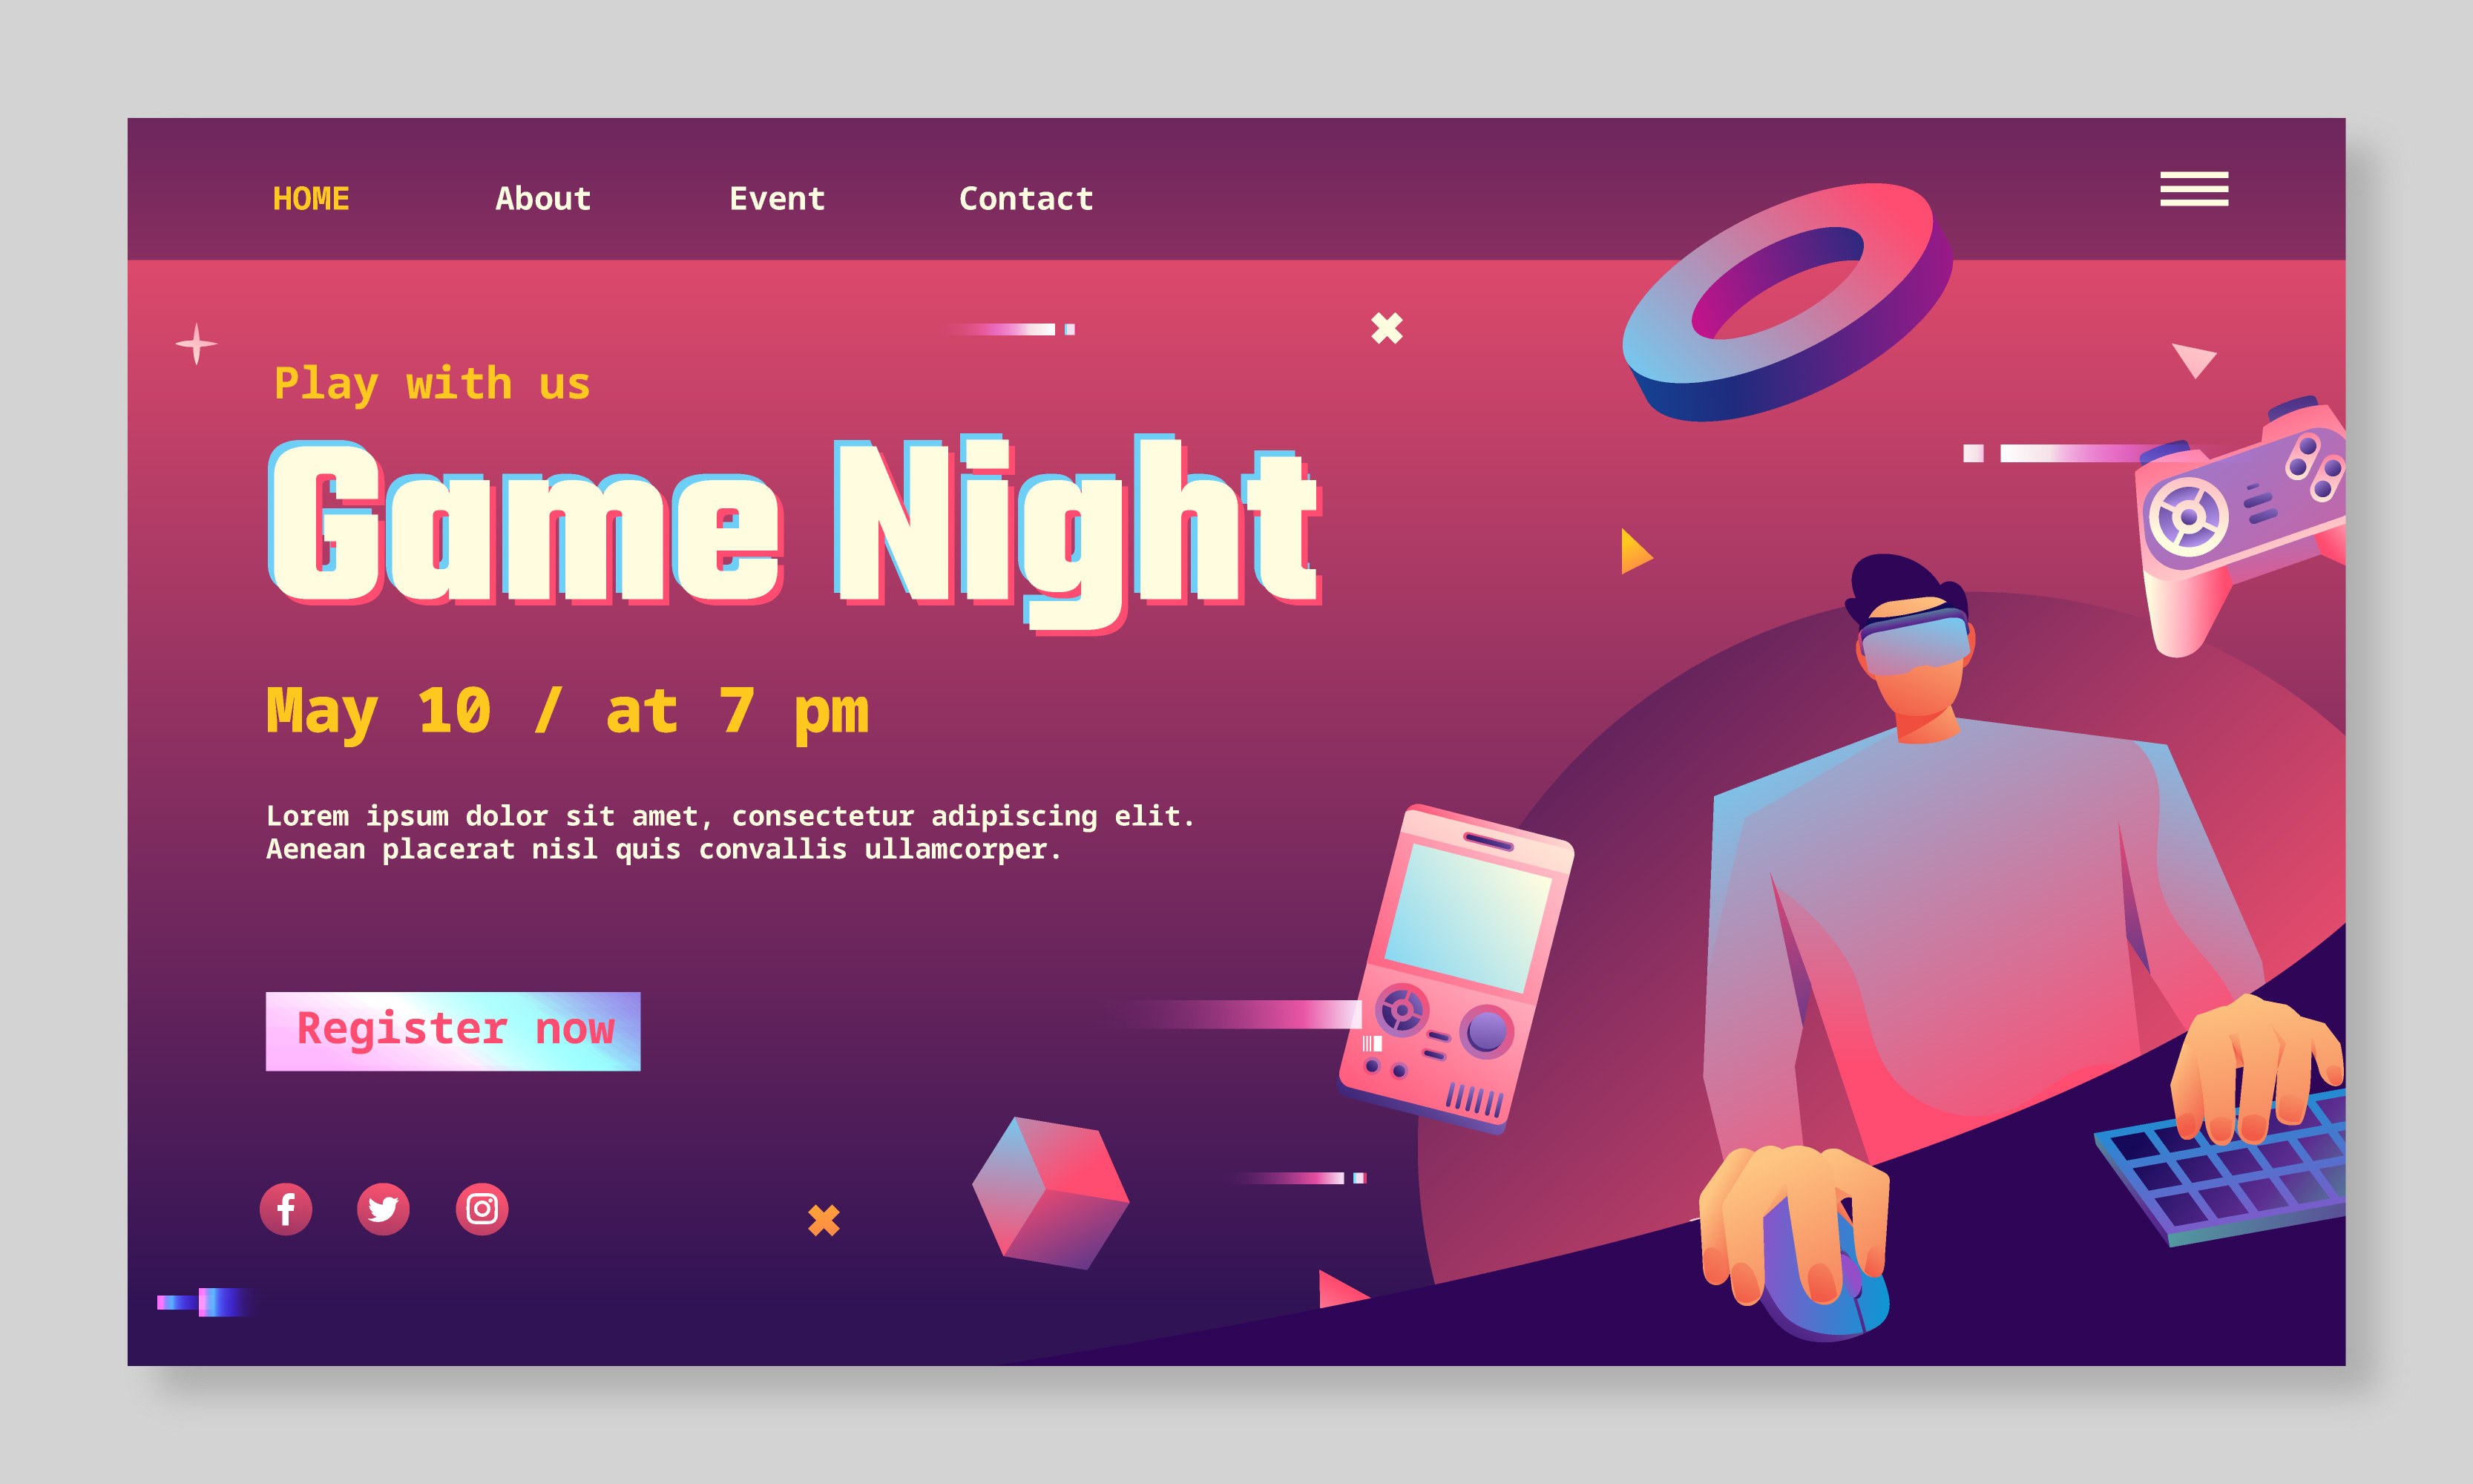 HOME About Event Contact
Play with us
Game Night
May 10 / at 7 pm
Lorem ipsum dolor sit amet, consectetur adipiscing elit.
Aenean placerat nisl quis convallis ullamcorper.
Register now